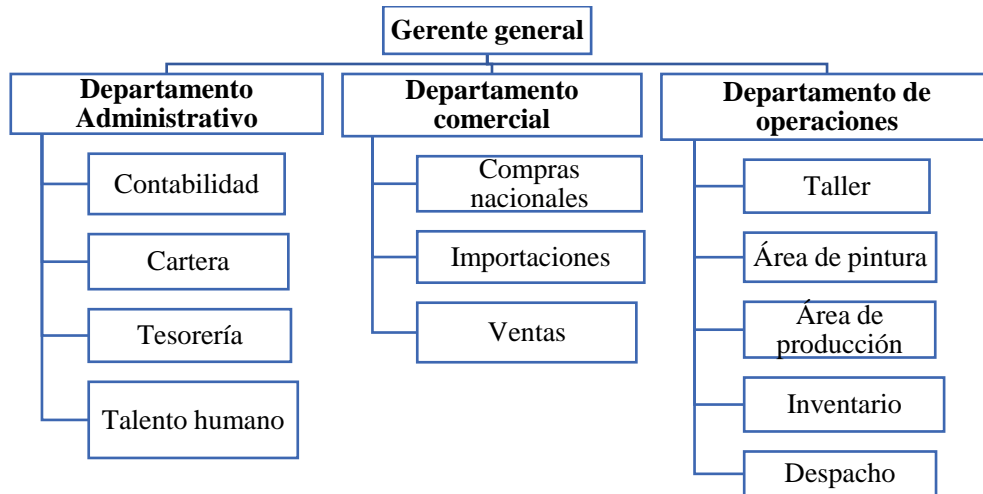 Gerente general
Departamento
Administrativo
Contabilidad
Cartera
Tesorería
Talento humano
Departamento
comercial
Compras
nacionales
Importaciones
Ventas
Departamento de
operaciones
Taller
Área de pintura
Área de
producción
Inventario
Despacho